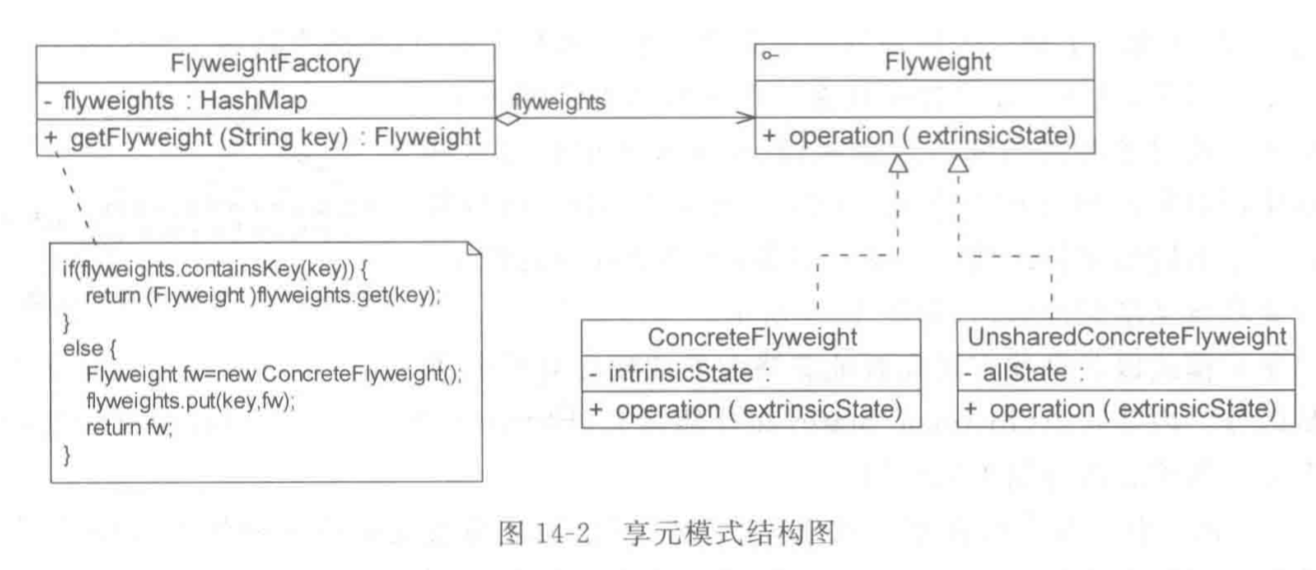 FlyweightFactory
- flyweights : HashMap
+ getFlyweight (String key) : Flyweight
flyweights
Flyweight
+ operation ( extrinsicState)
if(flyweights.containsKey(key)) {
return (Flyweight )flyweights.get(key);
}
else {
Flyweight fw=new ConcreteFlyweight();
flyweights.put(key,fw);
return fw;
}
ConcreteFlyweight
- intrinsicState :
+ operation ( extrinsicState)
UnsharedConcreteFlyweight
- allState :
+ operation ( extrinsicState)
图 14-2 享元模式结构图